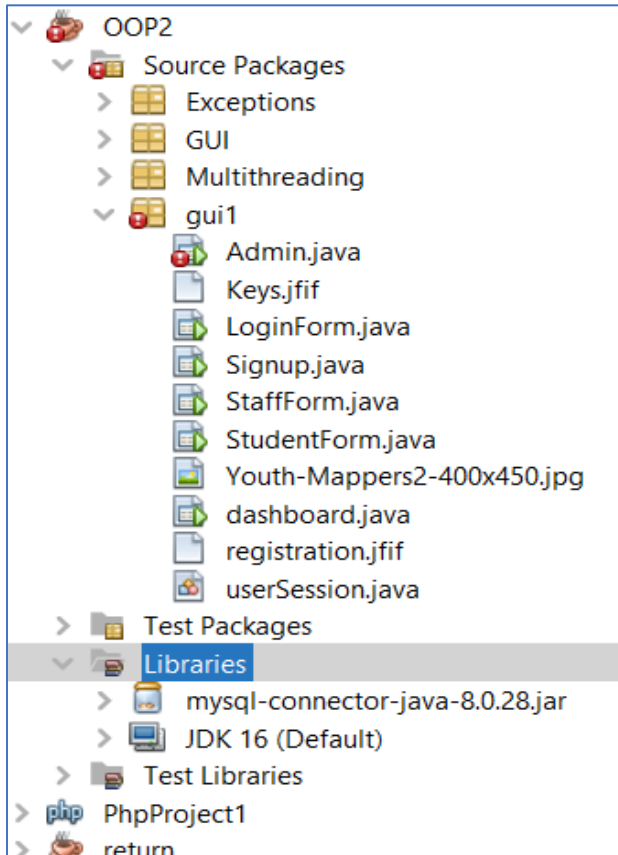 OOP2
Source Packages
Exceptions
GUI
Multithreading
gui1
Admin.java
Keys.jfif
LoginForm.java
Signup.java
StaffForm.java
StudentForm.java
Youth-Mappers2-400x450.jpg
dashboard.java
registration.jfif
userSession.java
Test Packages
Libraries
mysql-connector-java-8.0.28.jar
JDK 16 (Default)
Test Libraries
php PhpProject1
return